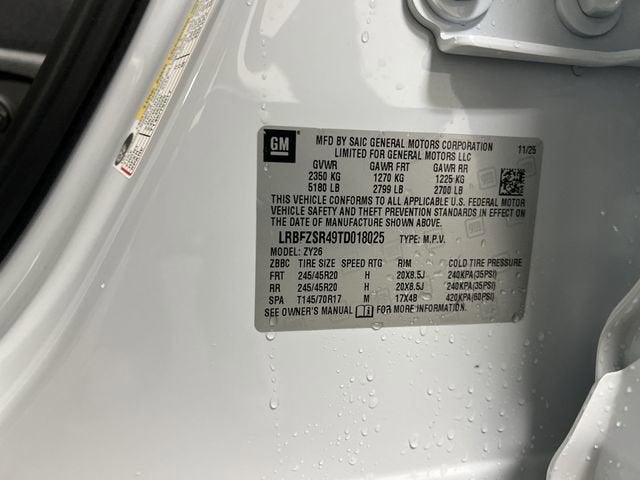 GM
MFD BY SAIC GENERAL MOTORS CORPORATION
LIMITED FOR GENERAL MOTORS LLC
11/25
GVWR GAWR FRT GAWR RR
2350 KG 1270 KG 1225 KG
5180 LB 2799 LB 2700 LB
THIS VEHICLE CONFORMS TO ALL APPLICABLE U.S. FEDERAL MOTOR
VEHICLE SAFETY AND THEFT PREVENTION STANDARDS IN EFFECT ON
THE DATE OF MANUFACTURE SHOWN ABOVE.
LRBFZSR49TD018025 TYPE: M.P.V.
MODEL: ZY26
ZBBC TIRE SIZE SPEED RTG RIM COLD TIRE PRESSURE
FRT 245/45R20 H 20X8.5J 240KPA(35PSI)
RR 245/45R20 H 20X8.5J 240KPA(35PSI)
SPA T145/70R17 M 17X4B 420KPA(60PSI)
SEE OWNER'S MANUAL FOR MORE INFORMATION.